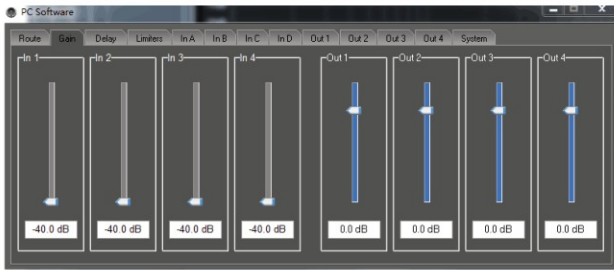 PC Software
Route Gain Delay Limiters In A In B In C In D Out 1 Out 2 Out 3 Out 4 System
In 1 In 2 In 3 In 4 Out 1 Out 2 Out 3 Out 4
-40.0 dB -40.0 dB -40.0 dB -40.0 dB 0.0 dB 0.0 dB 0.0 dB 0.0 dB